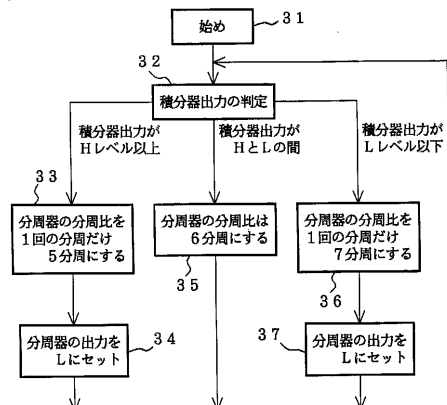 始め
31
32
積分器出力の判定
積分器出力が
Hレベル以上
積分器出力が
HとLの間
積分器出力が
Lレベル以下
33
分周器の分周比を
1回の分周だけ
5分周にする
分周器の分周比は
6分周にする
35
分周器の分周比を
1回の分周だけ
7分周にする
36
分周器の出力を
Lにセット
34
37
分周器の出力を
Lにセット